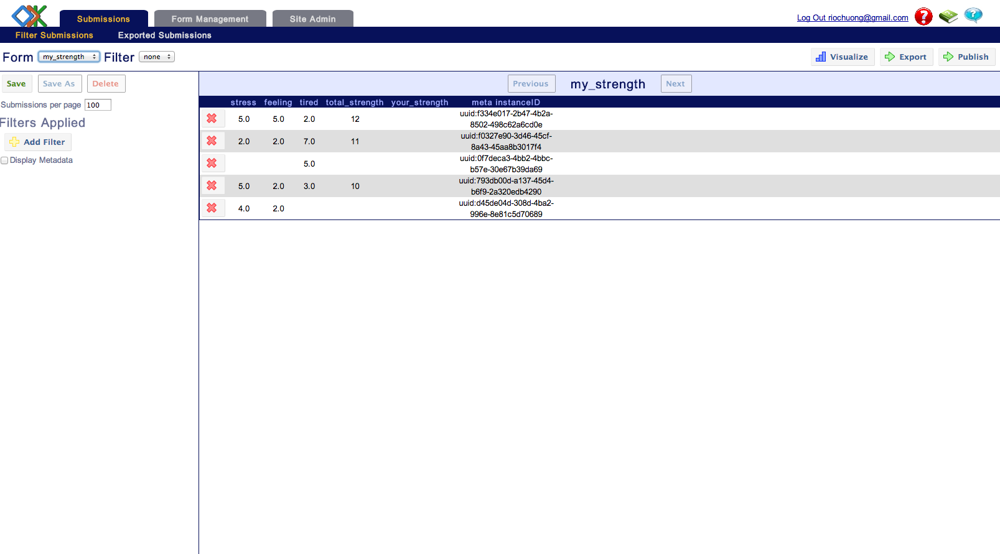 Submissions Form Management Site Admin
Log Out riochuong@gmail.com ? ?
Filter Submissions Exported Submissions
Form my_strength Filter none Visualize Export Publish
Save Save As Delete Previous my_strength Next
Submissions per page 100
Filters Applied
Add Filter
Display Metadata
stress feeling tired total_strength your_strength meta instanceID
5.0 5.0 2.0 12 uuid:f334e017-2b47-4b2a-
8502-498c62a6cd0e
2.0 2.0 7.0 11 uuid:f0327e90-3d46-45cf-
8a43-45aa8b3017f4
5.0 uuid:0f7deca3-4bb2-4bbc-
b57e-30e67b39da69
5.0 2.0 3.0 10 uuid:793db00d-a137-45d4-
b6f9-2a320edb4290
4.0 2.0 uuid:d45de04d-308d-4ba2-
996e-8e81c5d70689